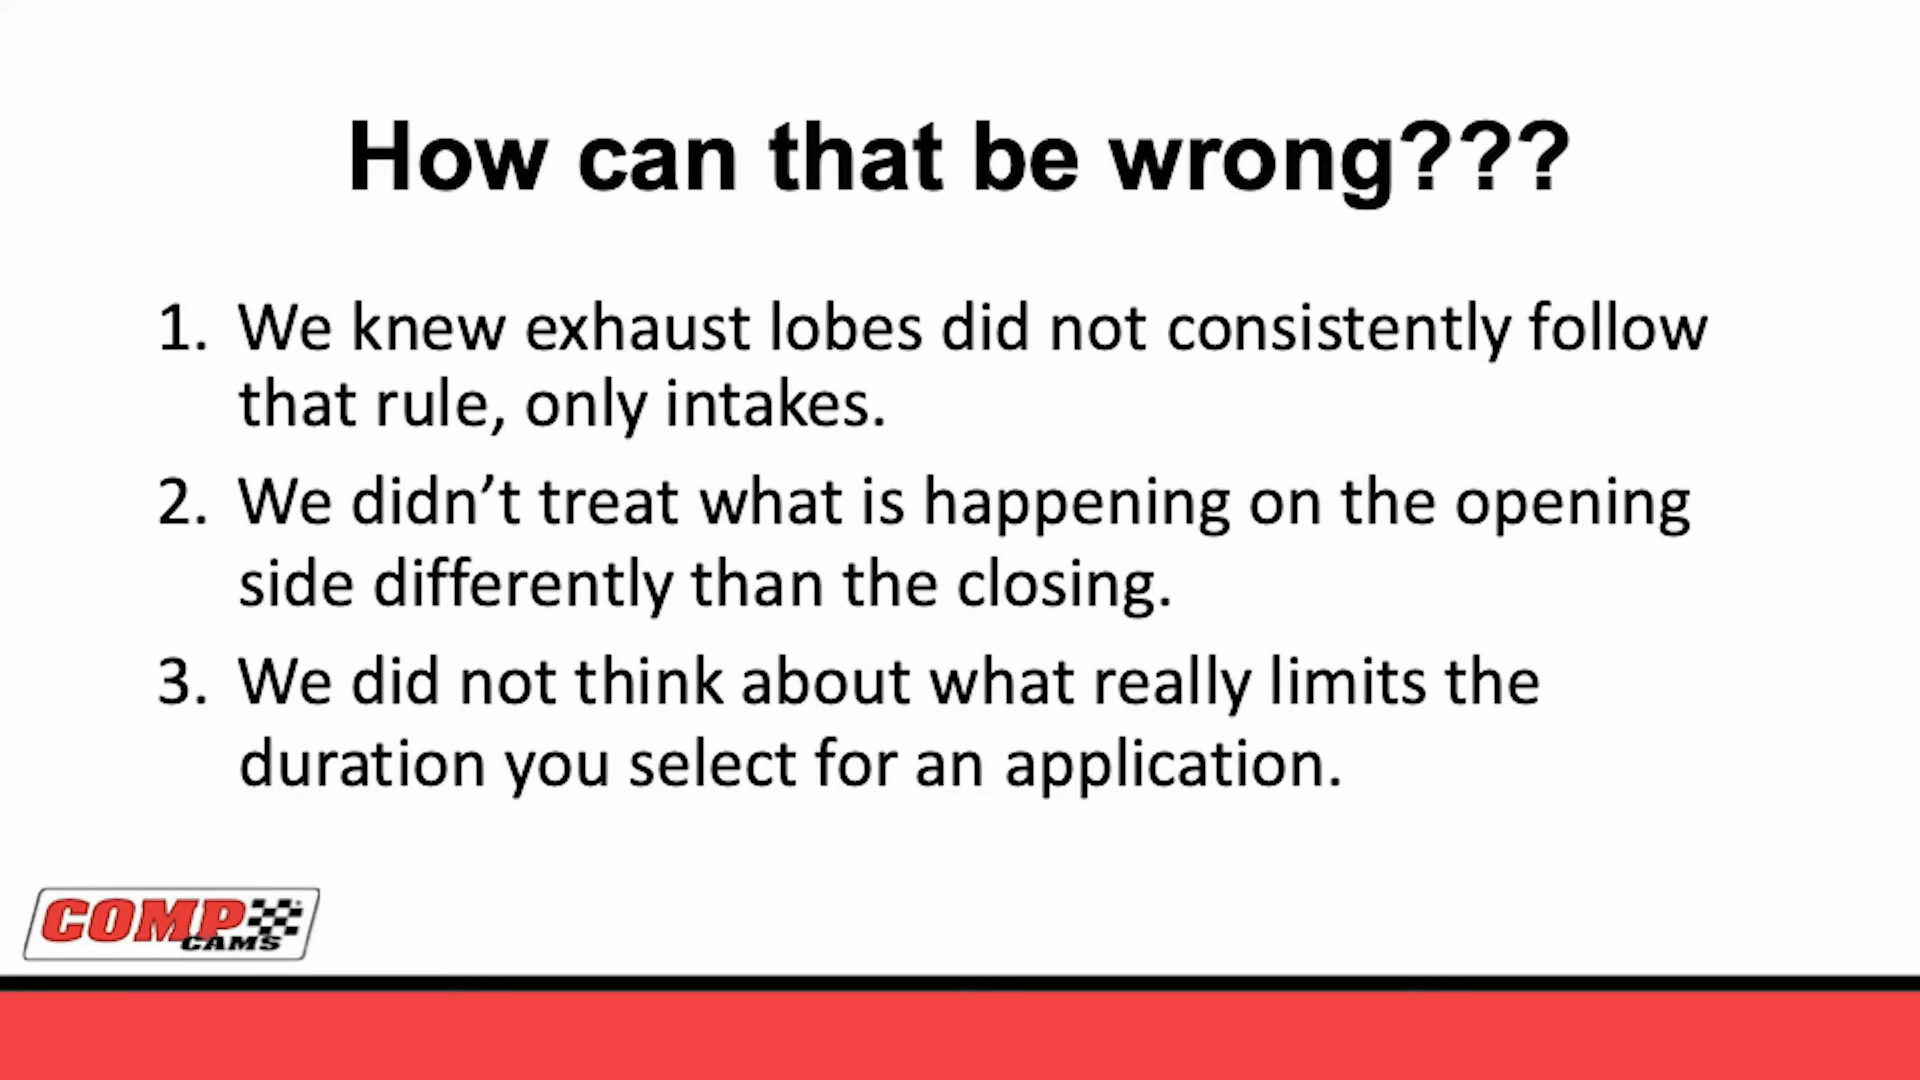 How can that be wrong???
1. We knew exhaust lobes did not consistently follow
that rule, only intakes.
2. We didn’t treat what is happening on the opening
side differently than the closing.
3. We did not think about what really limits the
duration you select for an application.
COMP
CAMS